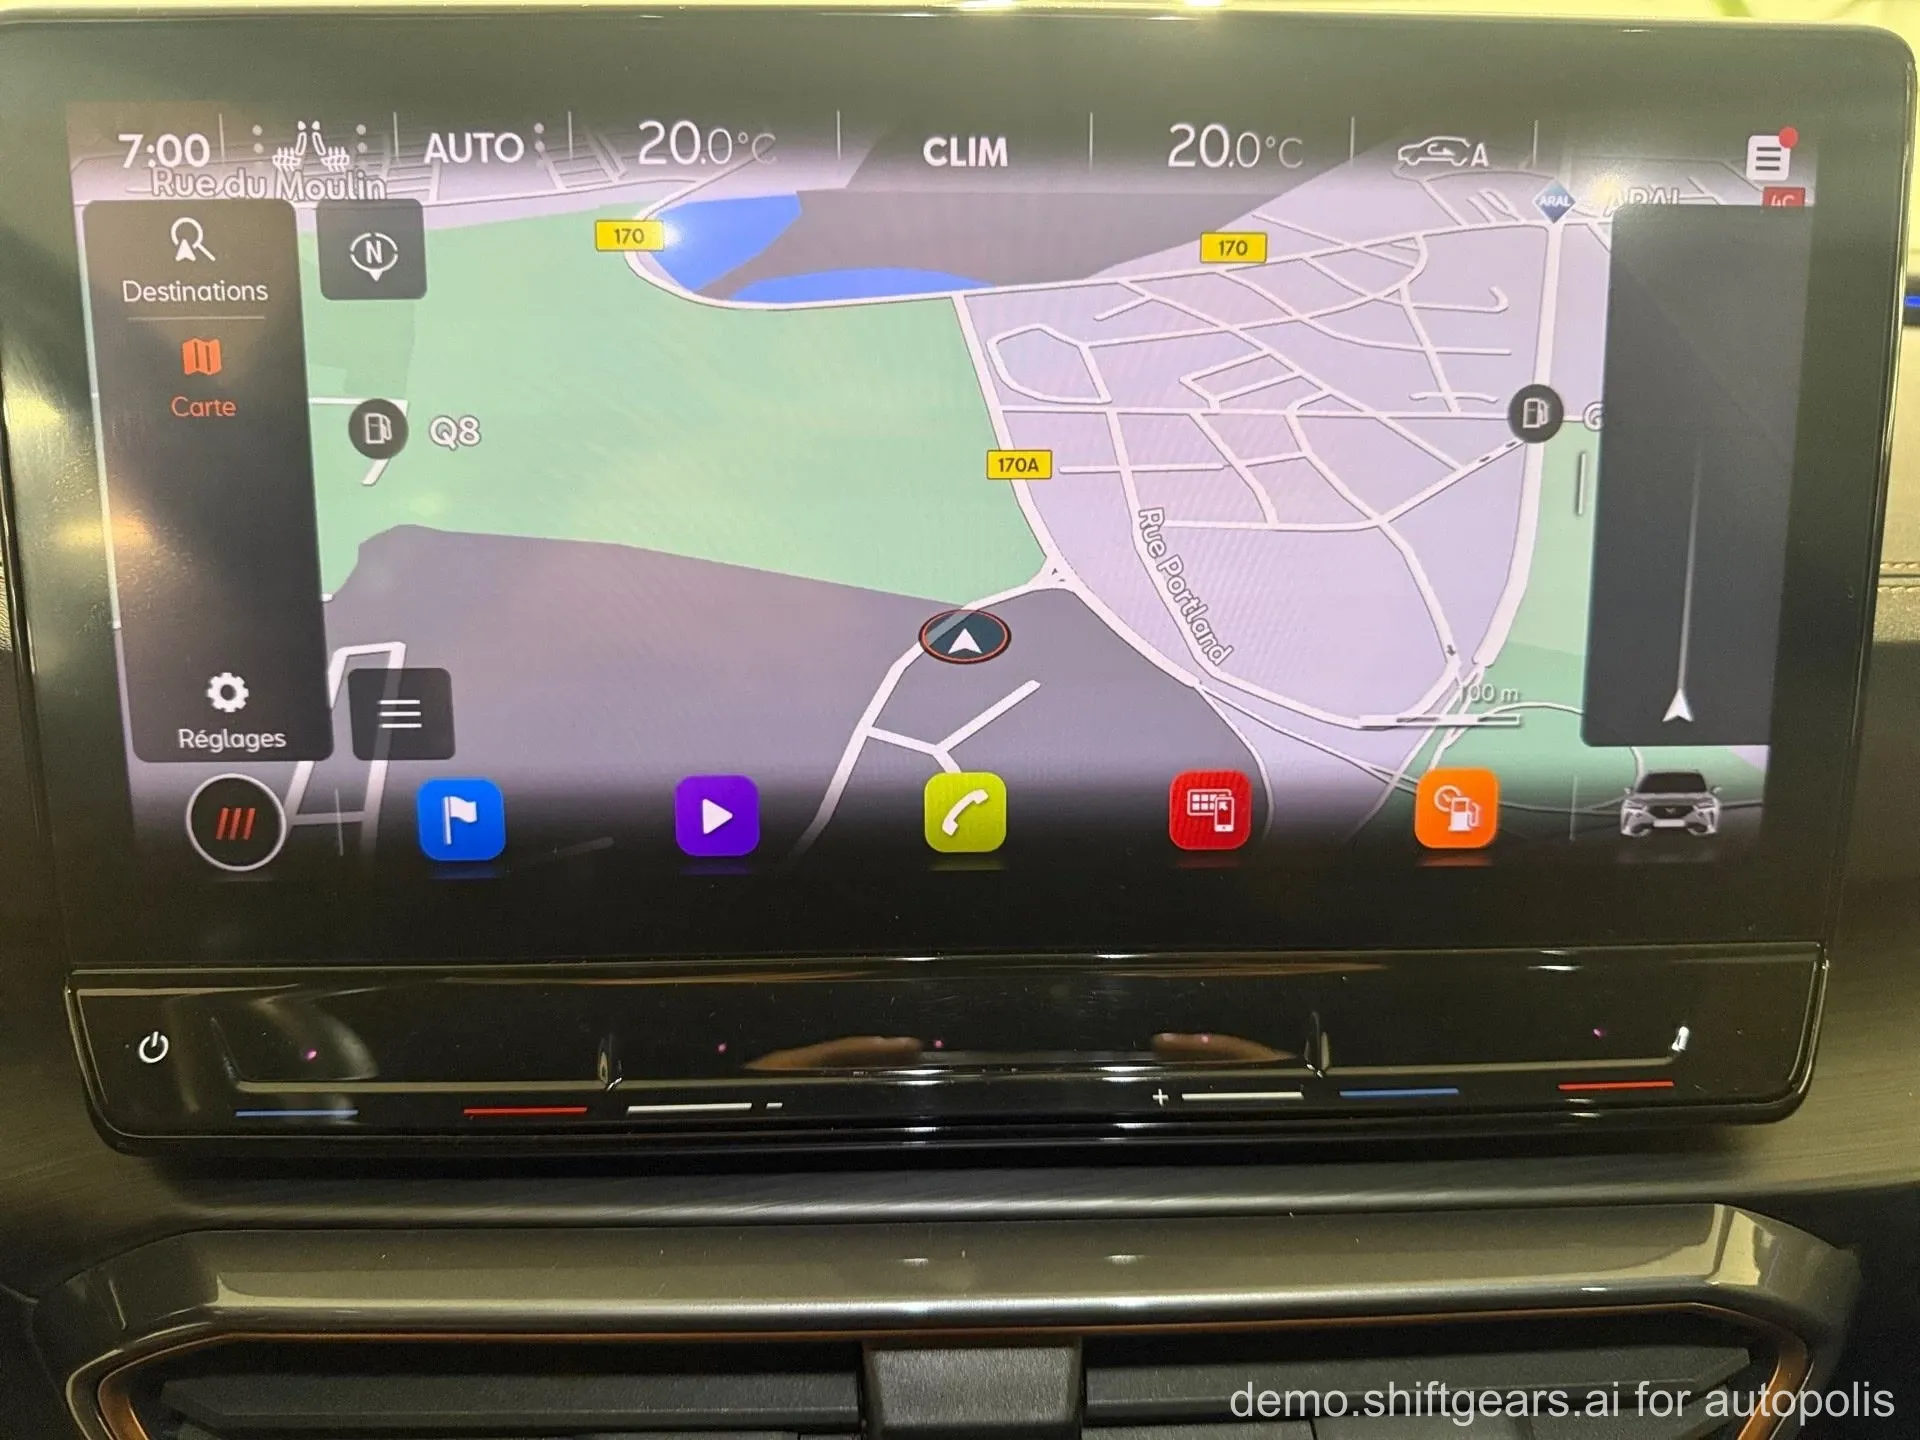 7:00 AUTO 20.0°C CLIM 20.0°C A
Rue du Moulin
ARAL ARAL
Destinations
N
170
170
Carte
Q8
170A
Rue Portland
100 m
Réglages
- +
demo.shiftgears.ai for autopolis